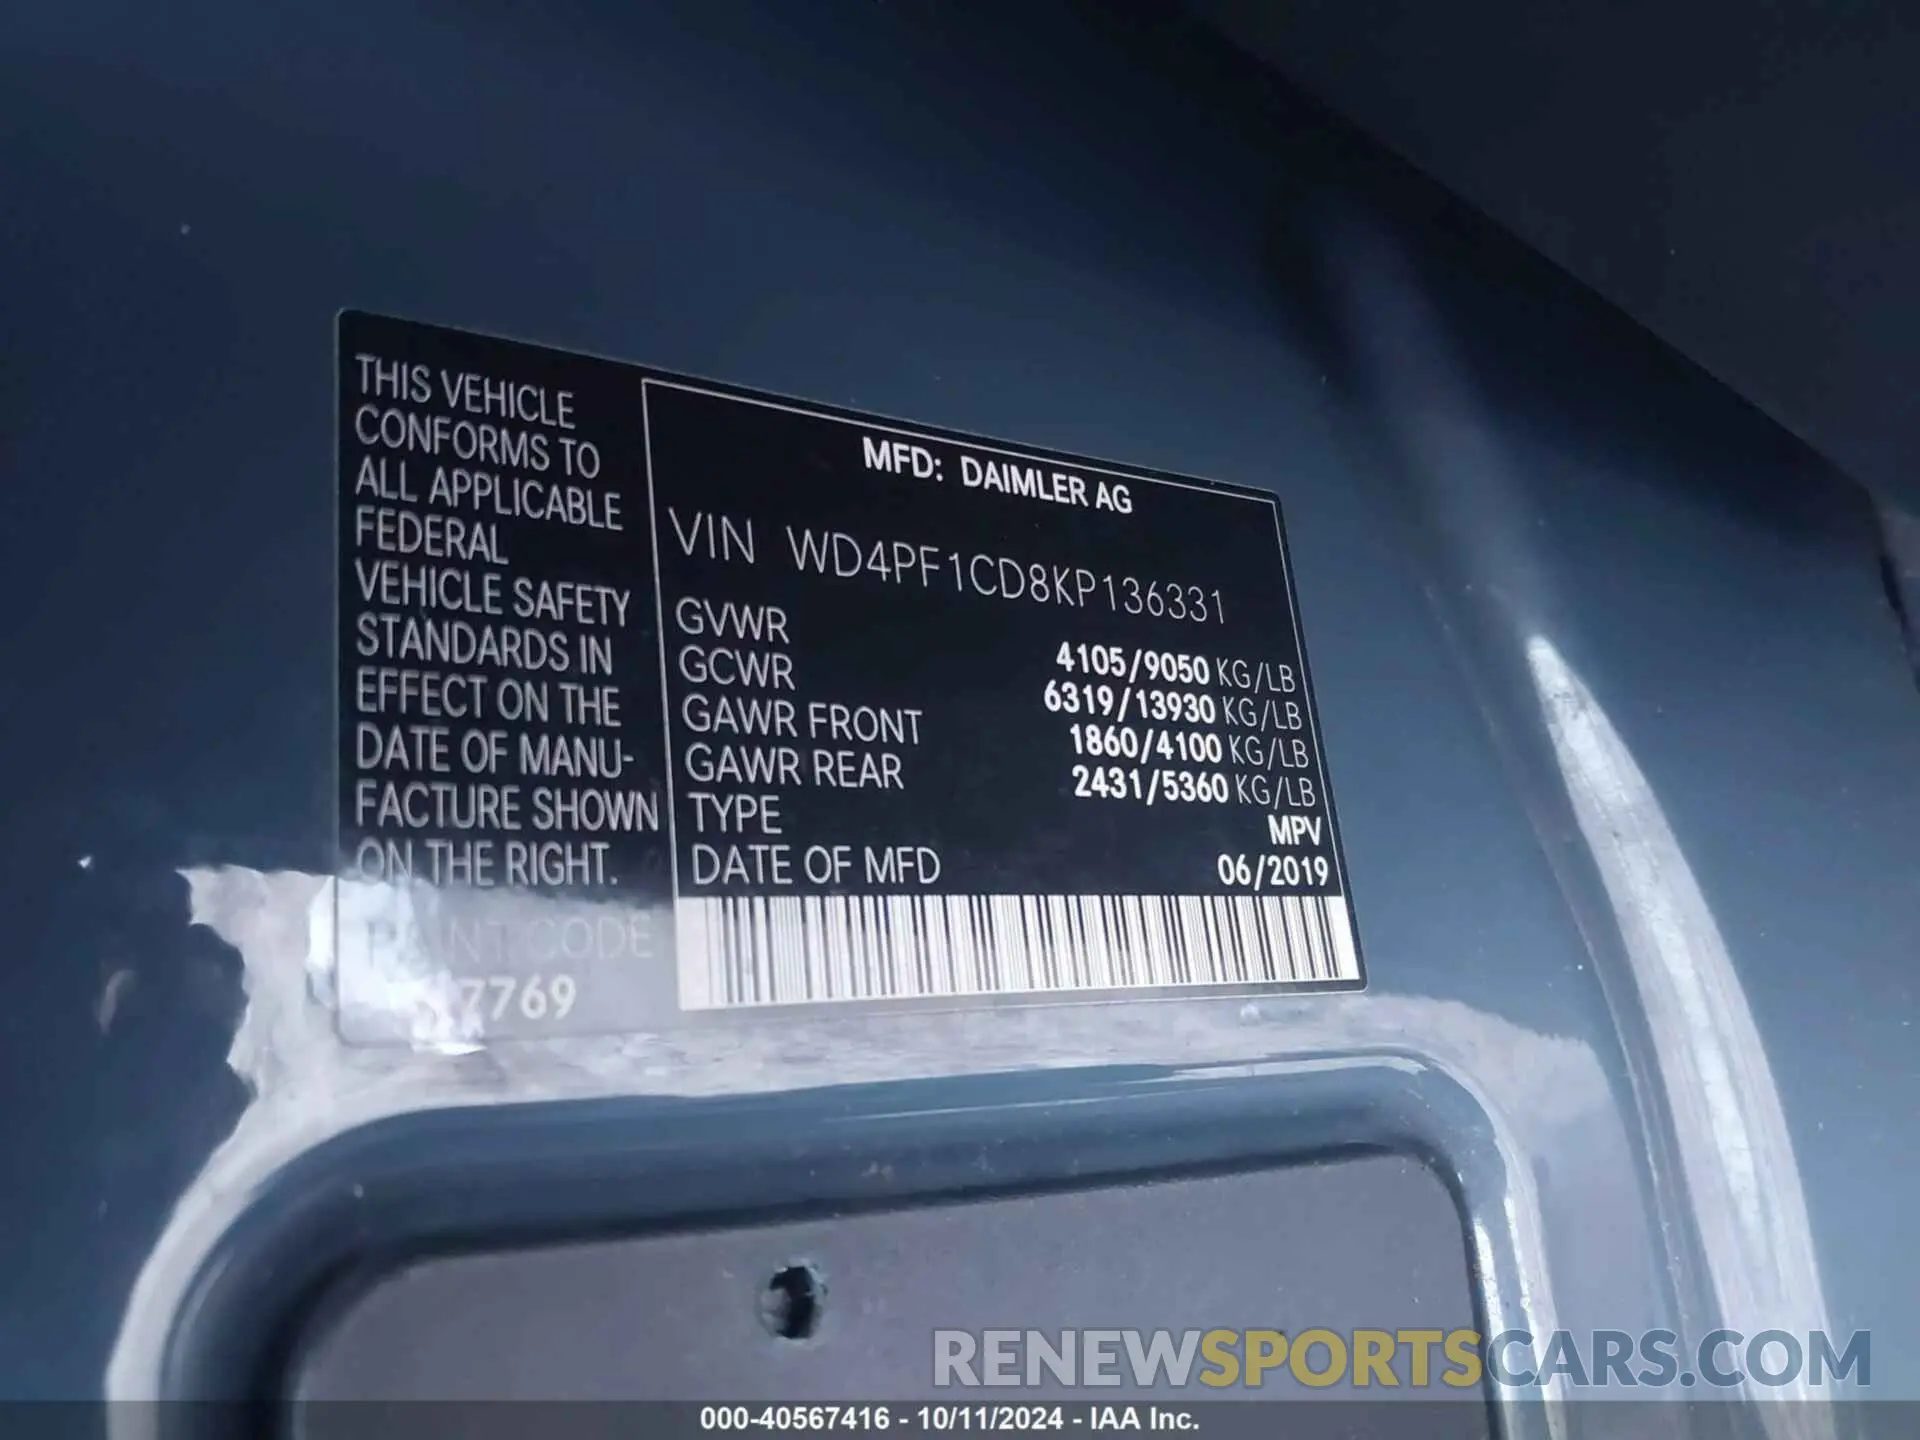 THIS VEHICLE
CONFORMS TO
ALL APPLICABLE
FEDERAL
VEHICLE SAFETY
STANDARDS IN
EFFECT ON THE
DATE OF MANU-
FACTURE SHOWN
ON THE RIGHT.
PAINT CODE
7769
MFD: DAIMLER AG
VIN WD4PF1CD8KP136331
GVWR 4105/9050 KG/LB
GCWR 6319/13930 KG/LB
GAWR FRONT 1860/4100 KG/LB
GAWR REAR 2431/5360 KG/LB
TYPE MPV
DATE OF MFD 06/2019
RENEWSPORTSCARS.COM
000-40567416 - 10/11/2024 - IAA Inc.